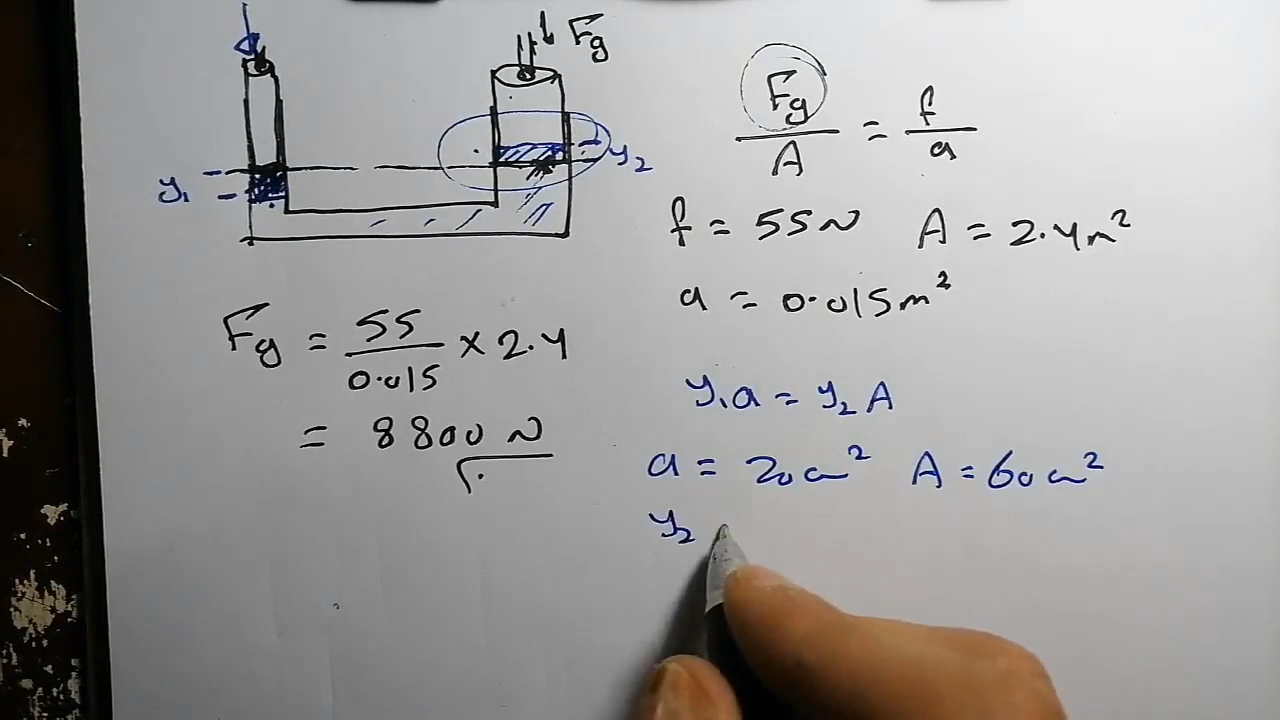 Fg
y₁
y₂
Fg/A = f/a
f = 55N A = 2.4m²
a = 0.015m²
Fg = 55/0.015 × 2.4
= 8800 N
y₁a = y₂A
a = 20cm² A = 60cm²
y₂